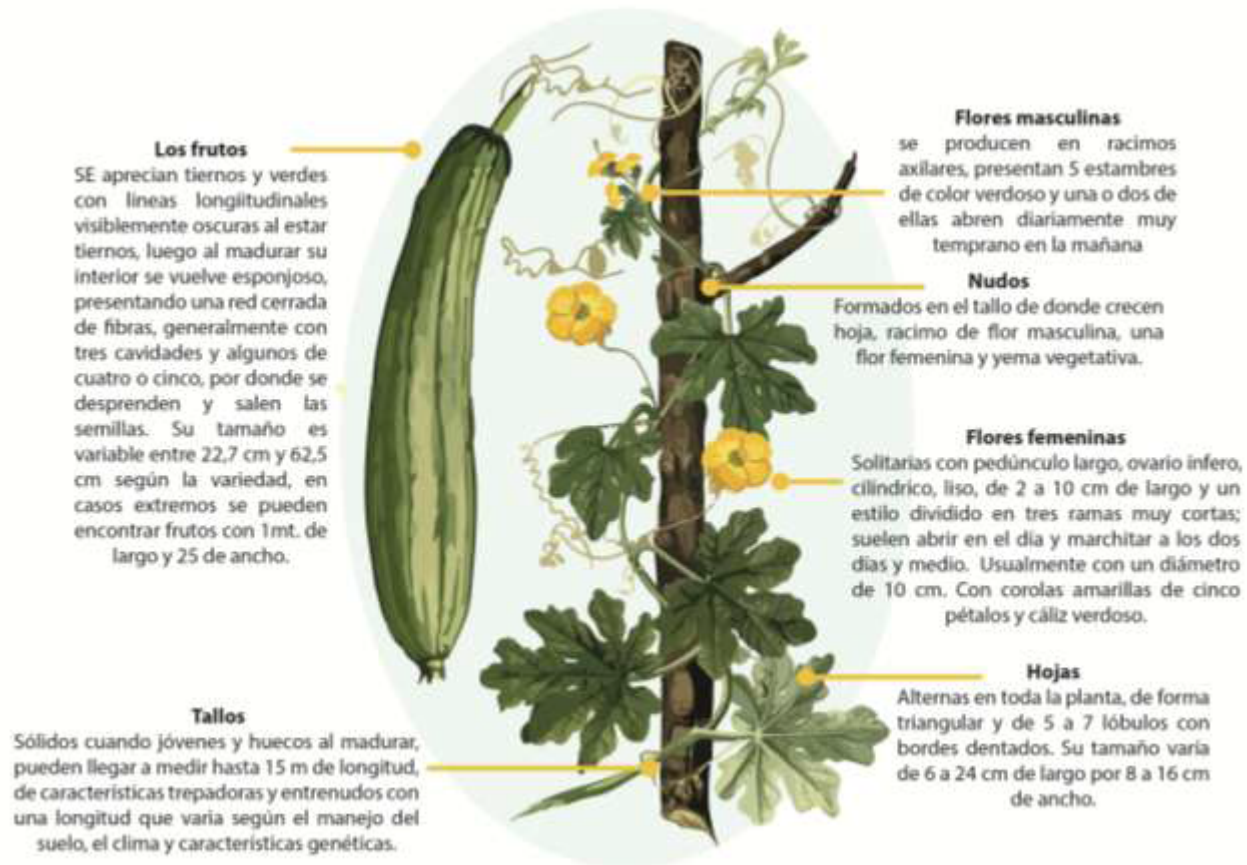 Los frutos
SE aprecian tiernos y verdes
con líneas longiitudinales
visiblemente oscuras al estar
tiernos, luego al madurar su
interior se vuelve esponjoso,
presentando una red cerrada
de fibras, generalmente con
tres cavidades y algunos de
cuatro o cinco, por donde se
desprenden y salen las
semillas. Su tamaño es
variable entre 22,7 cm y 62,5
cm según la variedad, en
casos extremos se pueden
encontrar frutos con 1mt. de
largo y 25 de ancho.
Tallos
Sólidos cuando jóvenes y huecos al madurar,
pueden llegar a medir hasta 15 m de longitud,
de características trepadoras y entrenudos con
una longitud que varia según el manejo del
suelo, el clima y características genéticas.
Flores masculinas
se producen en racimos
axilares, presentan 5 estambres
de color verdoso y una o dos de
ellas abren diariamente muy
temprano en la mañana
Nudos
Formados en el tallo de donde crecen
hoja, racimo de flor masculina, una
flor femenina y yema vegetativa.
Flores femeninas
Solitarias con pedúnculo largo, ovario ínfero,
cilíndrico, liso, de 2 a 10 cm de largo y un
estilo dividido en tres ramas muy cortas;
suelen abrir en el día y marchitar a los dos
días y medio. Usualmente con un diámetro
de 10 cm. Con corolas amarillas de cinco
pétalos y cáliz verdoso.
Hojas
Alternas en toda la planta, de forma
triangular y de 5 a 7 lóbulos con
bordes dentados. Su tamaño varía
de 6 a 24 cm de largo por 8 a 16 cm
de ancho.